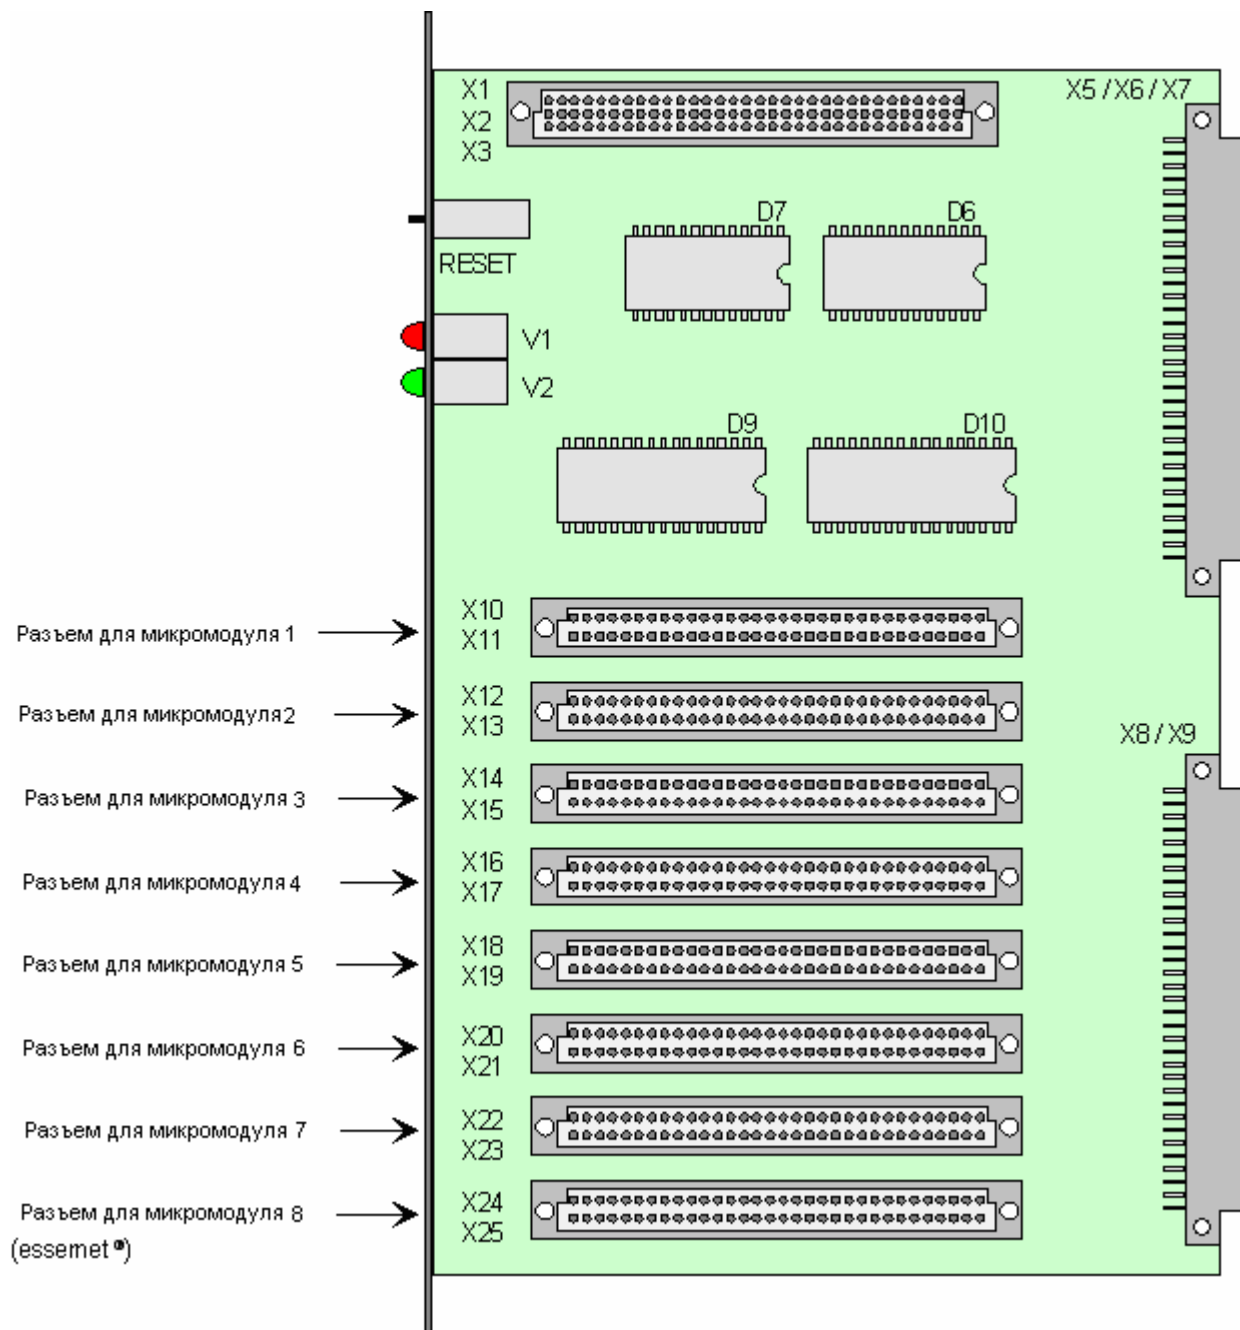 X1
X5 / X6 / X7
X2
X3
D7
D6
RESET
V1
V2
D9
D10
X10
Разъем для микромодуля 1
X11
X12
Разъем для микромодуля 2
X13
X8 / X9
X14
Разъем для микромодуля 3
X15
X16
Разъем для микромодуля 4
X17
X18
Разъем для микромодуля 5
X19
X20
Разъем для микромодуля 6
X21
X22
Разъем для микромодуля 7
X23
X24
Разъем для микромодуля 8
X25
(essernet®)